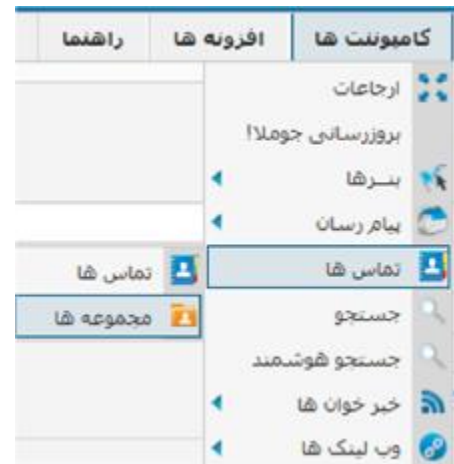 کامپوننت ها
افزونه ها
راهنما
ارجاعات
بروزرسانی جوملا!
بنـرها
پیام رسان
تماس ها
تماس ها
مجموعه ها
جستجو
جستجو هوشمند
خبر خوان ها
وب لینک ها